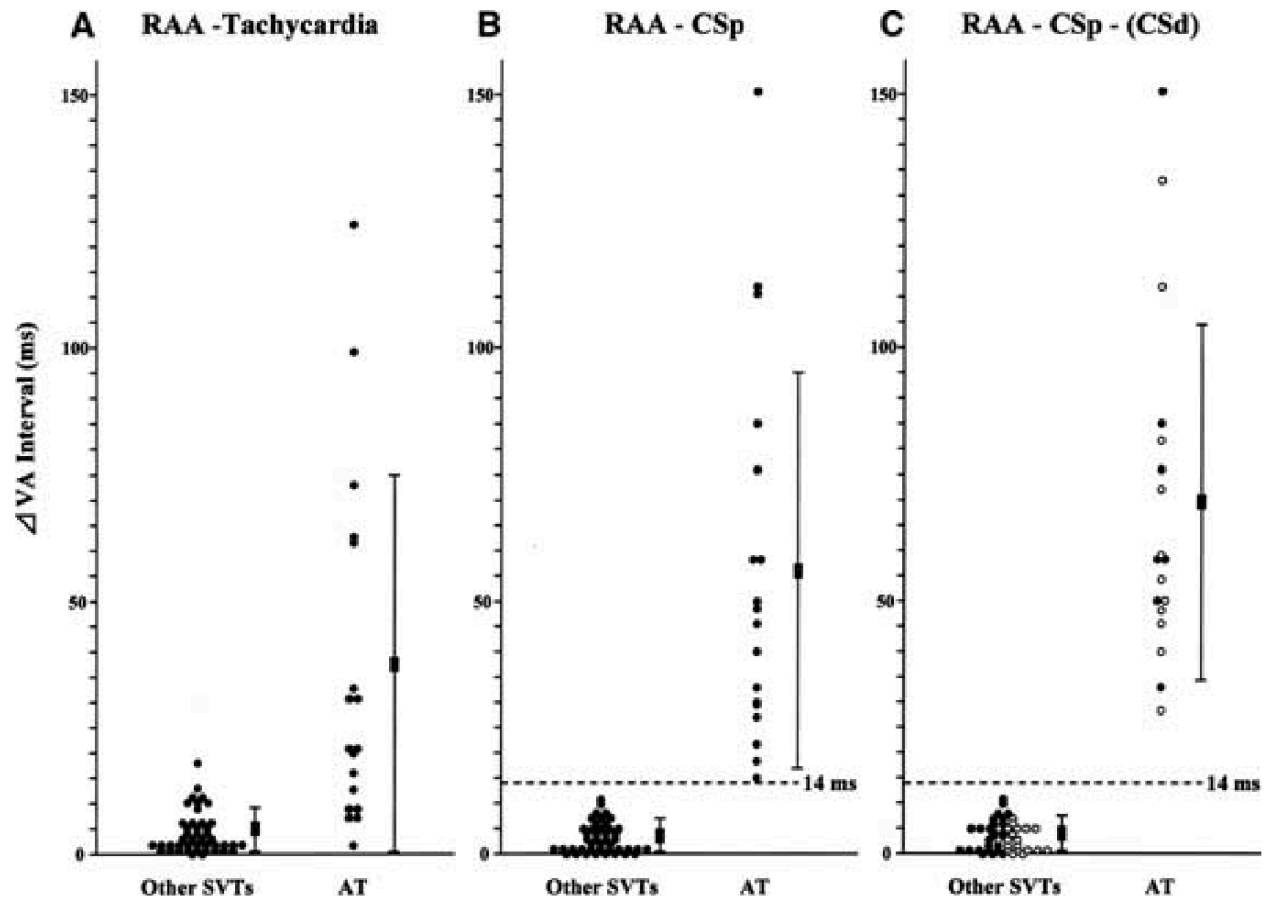 A RAA -Tachycardia
150
100
50
0
⊿ VA Interval (ms)
Other SVTs AT
B RAA - CSp
150
100
50
0
14 ms
Other SVTs AT
C RAA - CSp - (CSd)
150
100
50
0
14 ms
Other SVTs AT